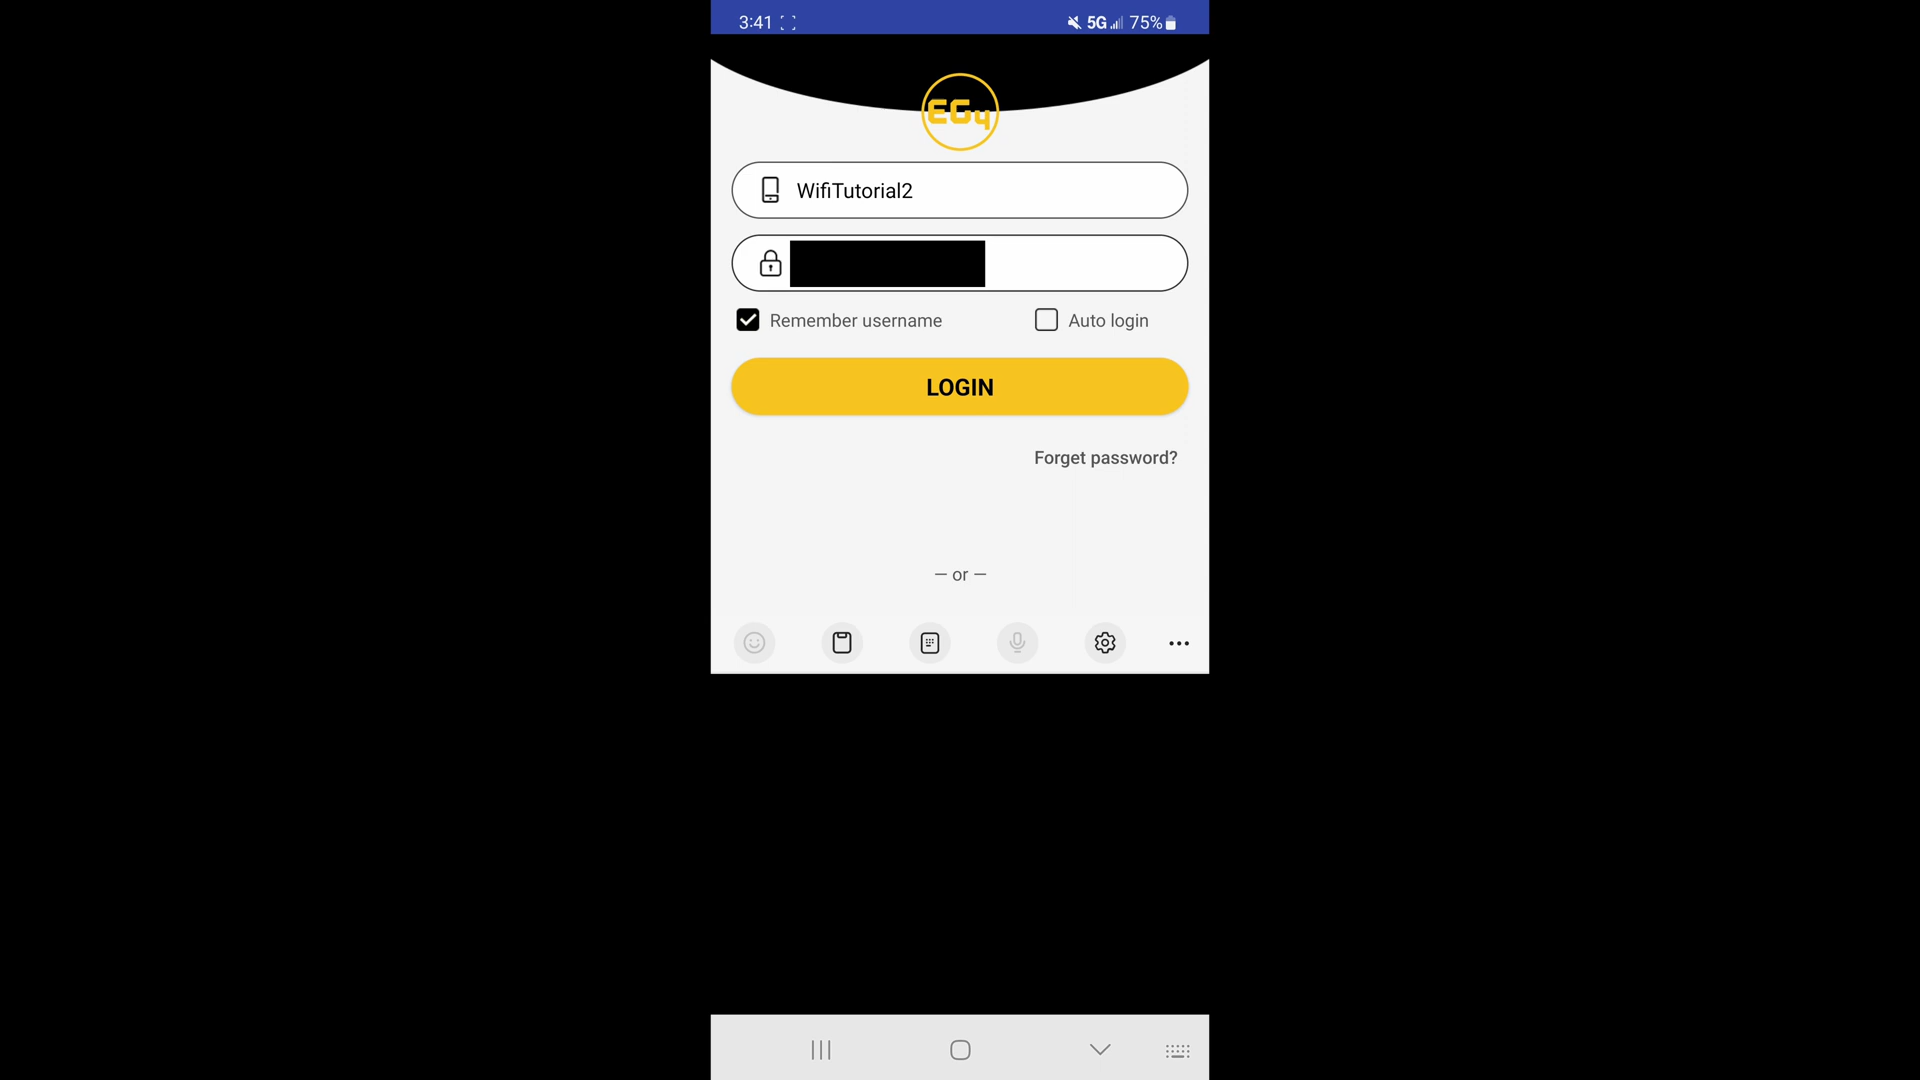 3:41 5G 75%
EG4
WifiTutorial2
Remember username Auto login
LOGIN
Forget password?
— or —